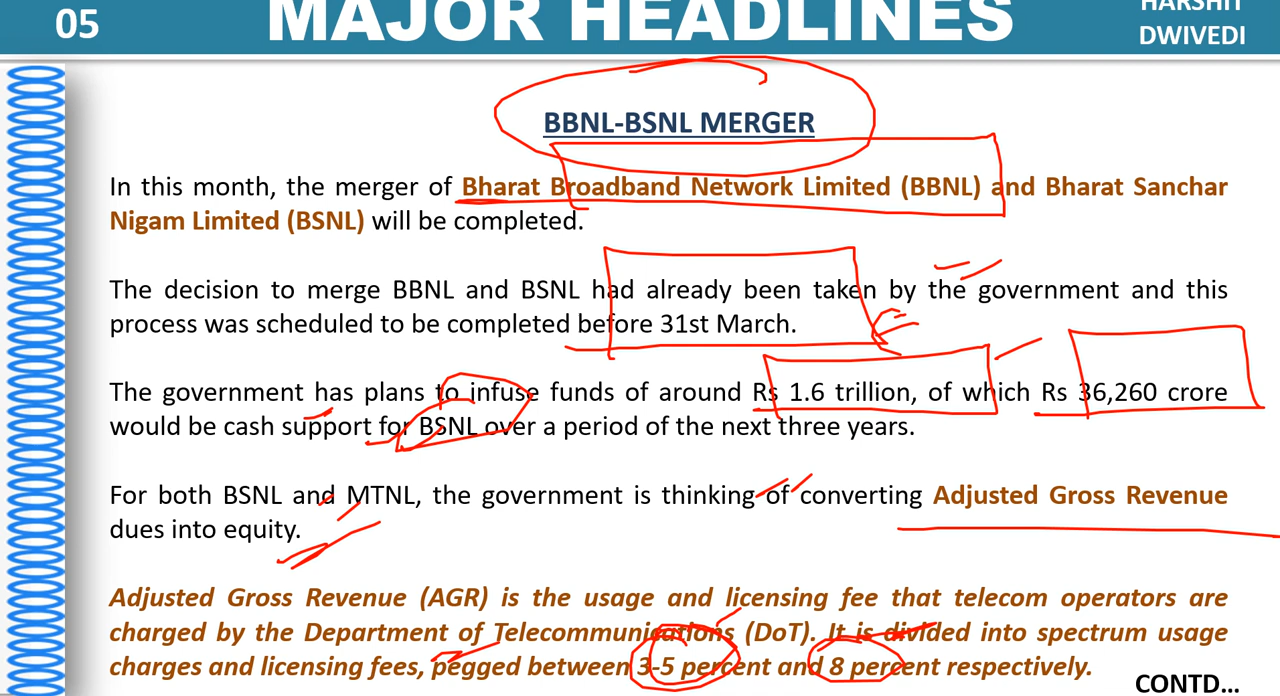 05
MAJOR HEADLINES
HARSHIT
DWIVEDI
BBNL-BSNL MERGER
In this month, the merger of Bharat Broadband Network Limited (BBNL) and Bharat Sanchar
Nigam Limited (BSNL) will be completed.
The decision to merge BBNL and BSNL had already been taken by the government and this
process was scheduled to be completed before 31st March.
The government has plans to infuse funds of around Rs 1.6 trillion, of which Rs 36,260 crore
would be cash support for BSNL over a period of the next three years.
For both BSNL and MTNL, the government is thinking of converting Adjusted Gross Revenue
dues into equity.
Adjusted Gross Revenue (AGR) is the usage and licensing fee that telecom operators are
charged by the Department of Telecommunications (DoT). It is divided into spectrum usage
charges and licensing fees, pegged between 3-5 percent and 8 percent respectively.
CONTD...